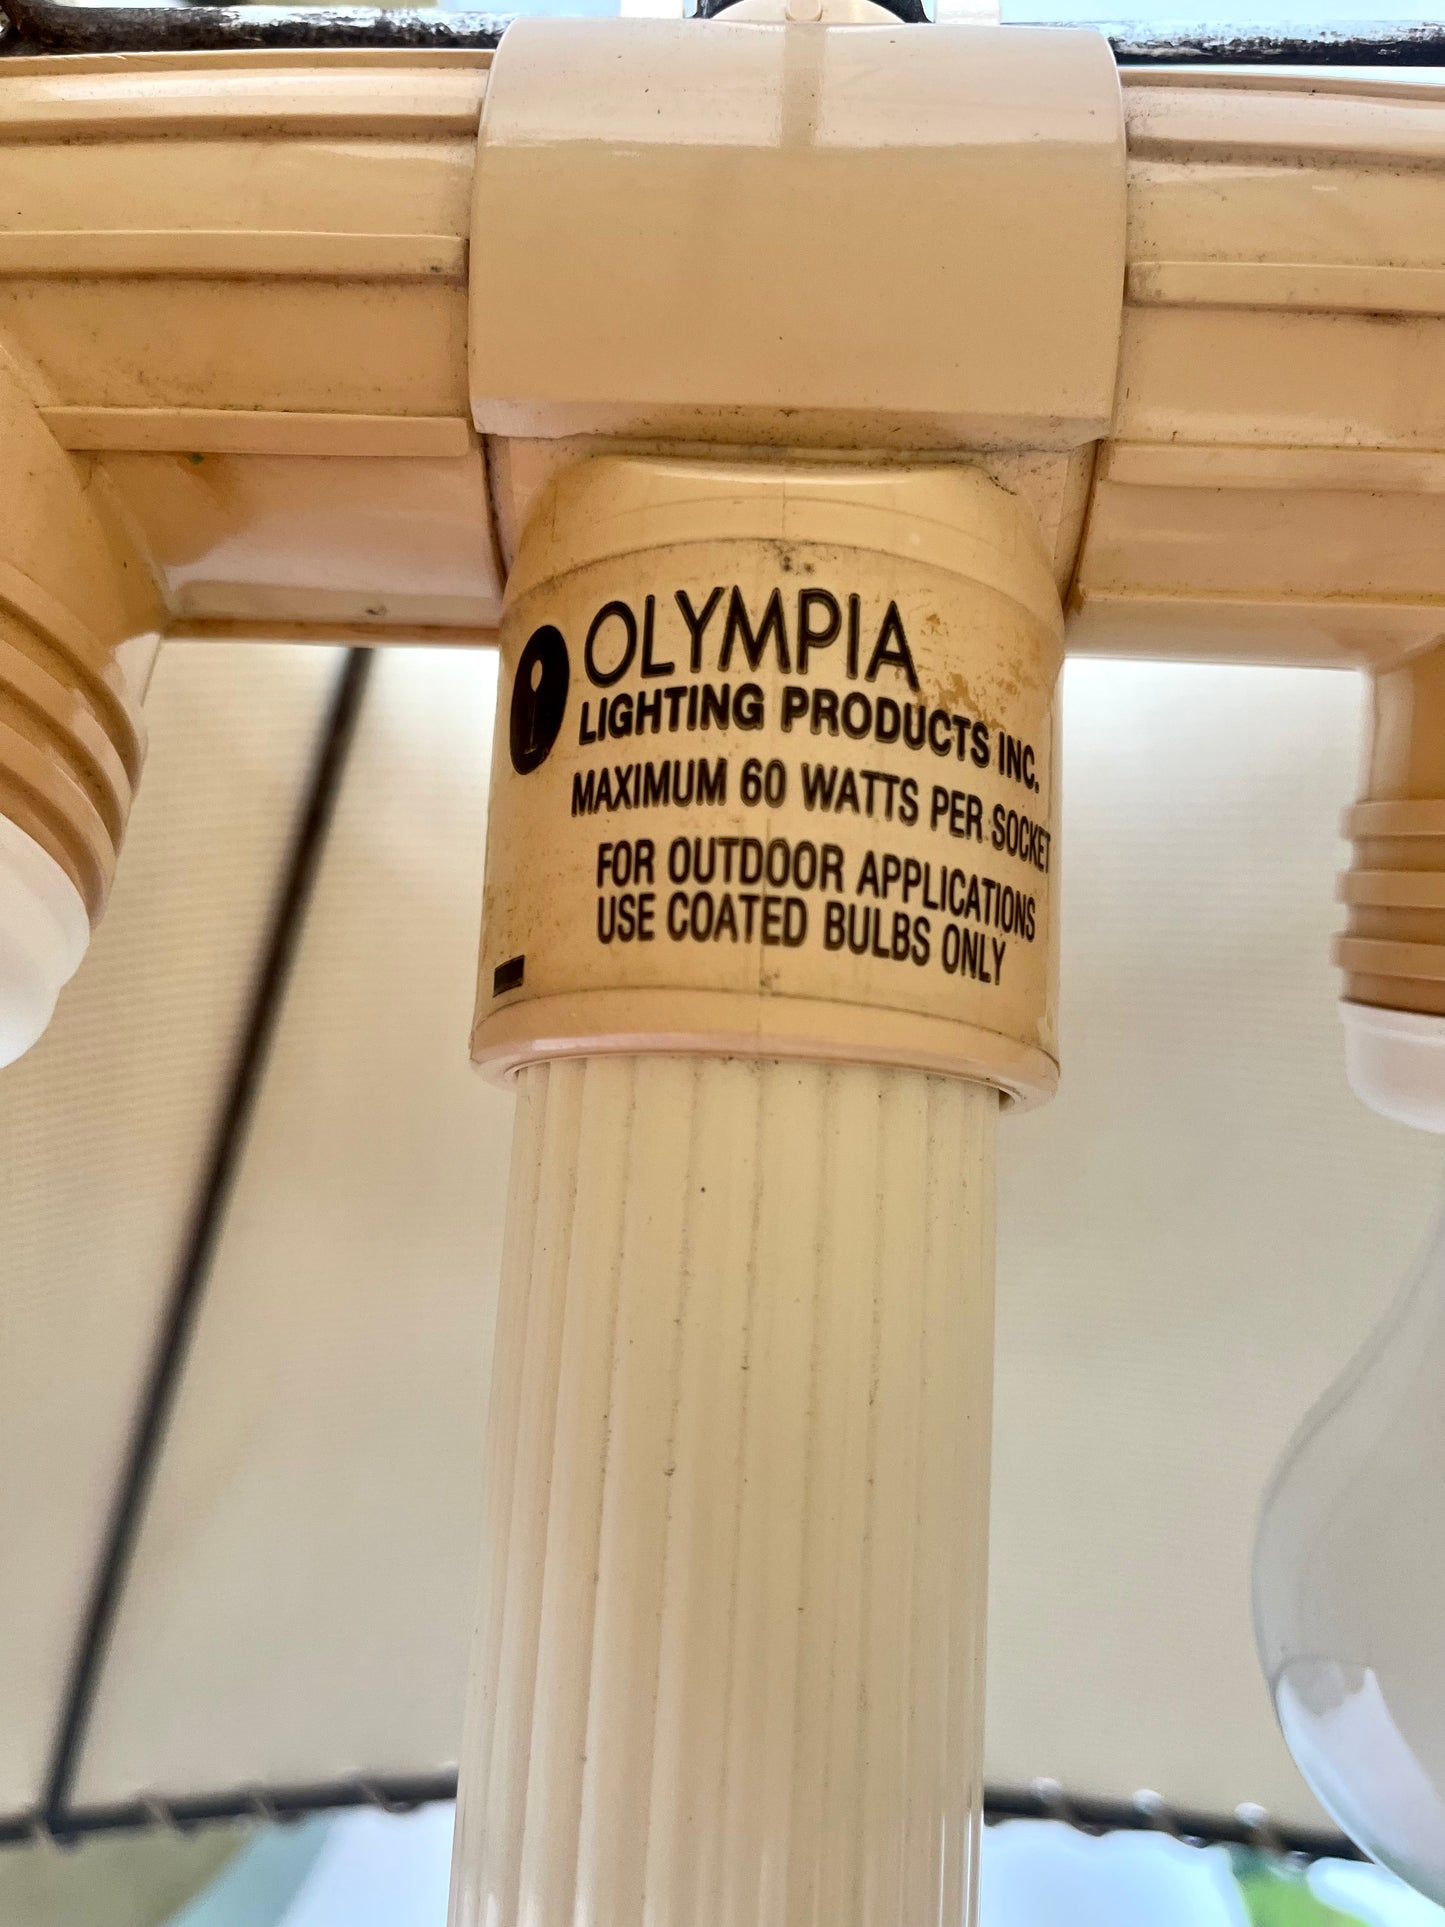 OLYMPIA
LIGHTING PRODUCTS INC.
MAXIMUM 60 WATTS PER SOCKET
FOR OUTDOOR APPLICATIONS
USE COATED BULBS ONLY